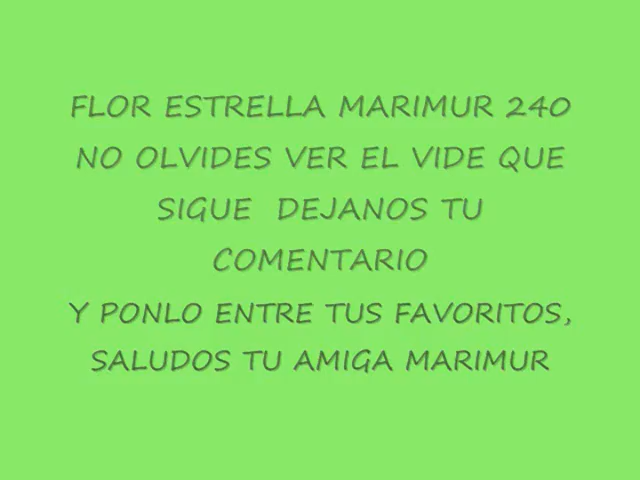 FLOR ESTRELLA MARIMUR 240
NO OLVIDES VER EL VIDE QUE
SIGUE  DEJANOS TU
COMENTARIO
Y PONLO ENTRE TUS FAVORITOS,
SALUDOS TU AMIGA MARIMUR